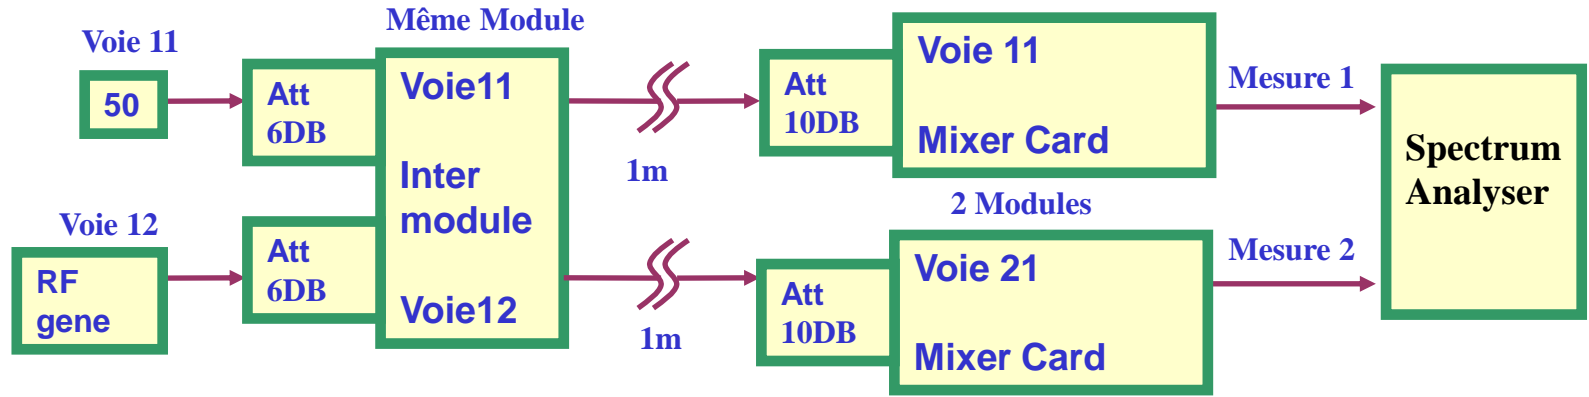 Même Module
Voie 11
50
Att
6DB
Voie11
Inter
module
Voie12
Voie 12
RF
gene
Att
6DB
1m
1m
Att
10DB
Voie 11
Mixer Card
2 Modules
Att
10DB
Voie 21
Mixer Card
Mesure 1
Mesure 2
Spectrum
Analyser